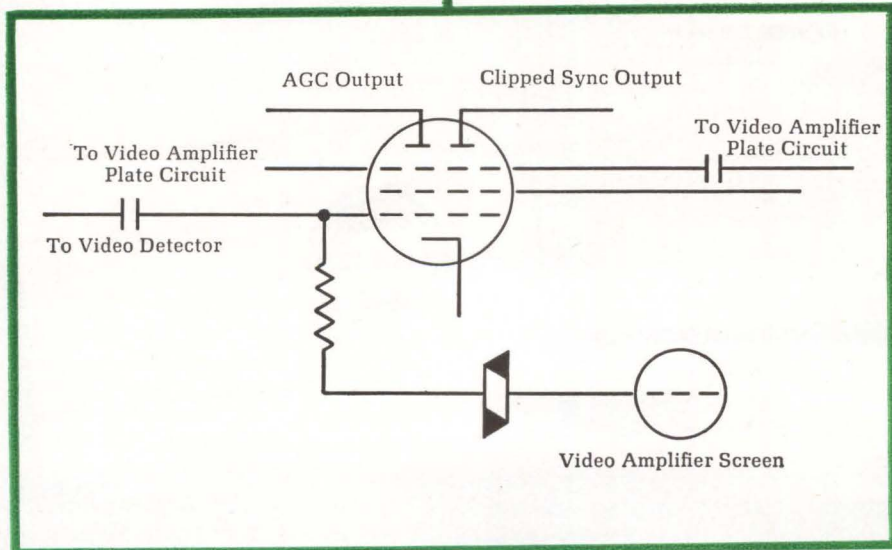 AGC Output
Clipped Sync Output
To Video Amplifier
Plate Circuit
To Video Amplifier
Plate Circuit
To Video Detector
Video Amplifier Screen